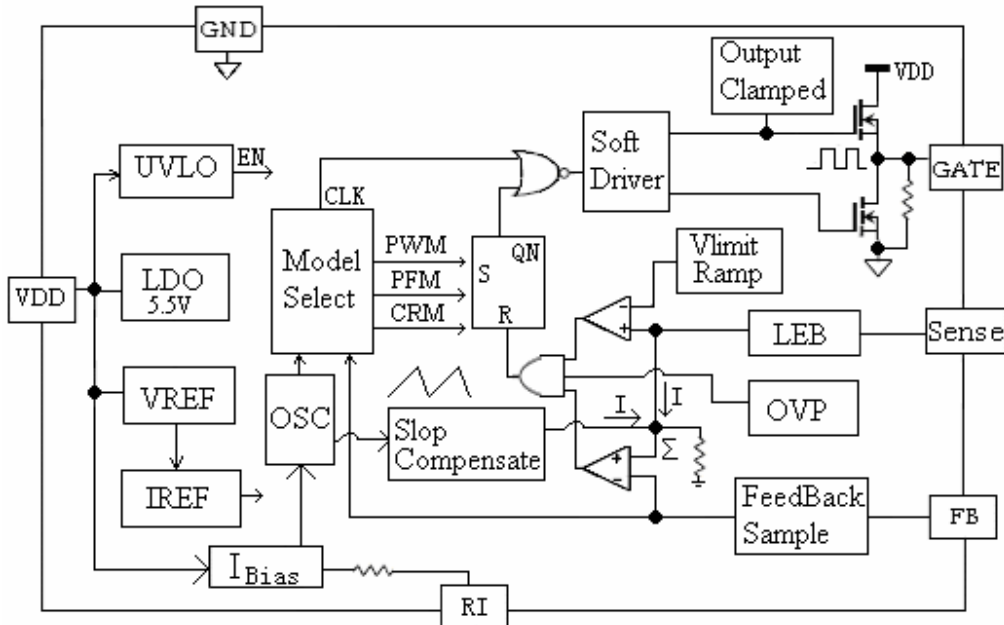 GND
Output
Clamped
VDD
UVLO
EN
Soft
Driver
GATE
CLK
Model
Select
PWM
PFM
CRM
QN
S
R
Vlimit
Ramp
VDD
LDO
5.5V
LEB
Sense
VREF
OSC
Slop
Compensate
I
I
OVP
Σ
IREF
FeedBack
Sample
FB
I Bias
RI
+
-
+
-